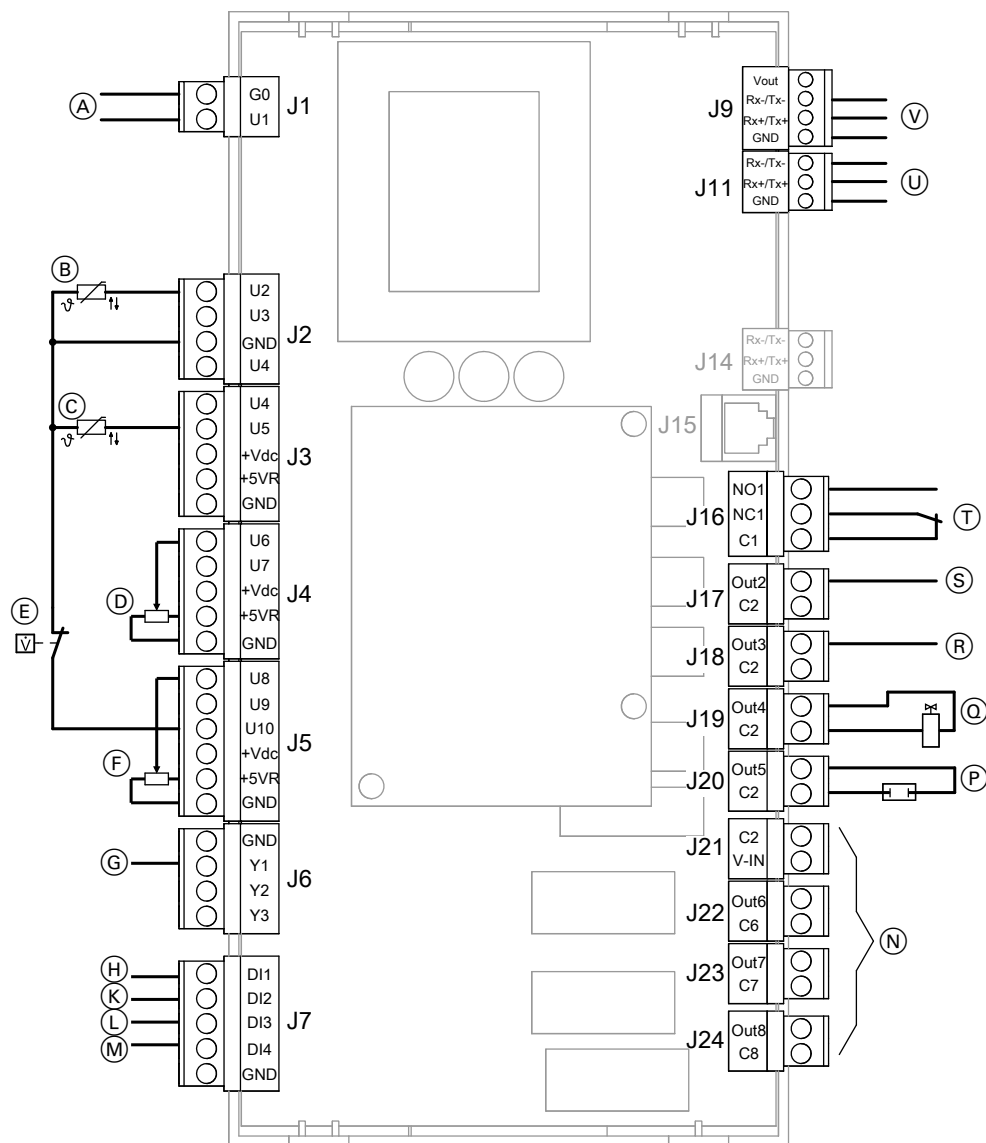 A
G0
U1
J1
B
U2
U3
GND
U4
J2
C
U4
U5
+Vdc
+5VR
GND
J3
D
U6
U7
+Vdc
+5VR
GND
J4
E
V̇
F
U8
U9
U10
+Vdc
+5VR
GND
J5
G
GND
Y1
Y2
Y3
J6
H
K
L
M
DI1
DI2
DI3
DI4
GND
J7
ϑ
ϑ
J9
Vout
Rx-/Tx-
Rx+/Tx+
GND
V
J11
Rx-/Tx-
Rx+/Tx+
GND
U
J14
Rx-/Tx-
Rx+/Tx+
GND
J15
J16
NO1
NC1
C1
T
J17
Out2
C2
S
J18
Out3
C2
R
J19
Out4
C2
Q
J20
Out5
C2
P
J21
C2
V-IN
J22
Out6
C6
N
J23
Out7
C7
J24
Out8
C8